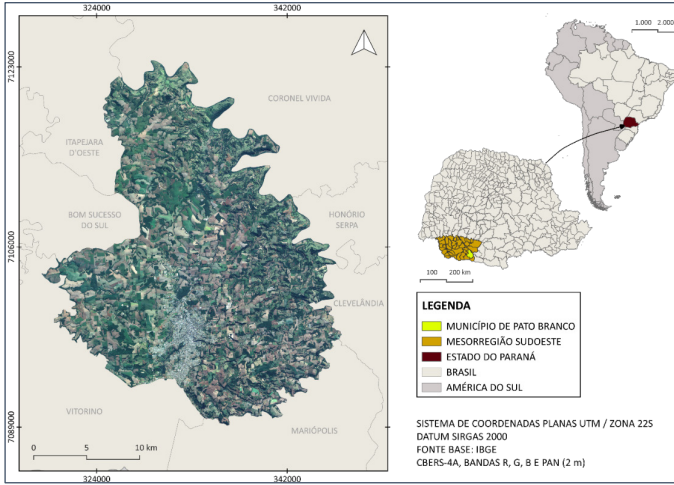 324000
342000
7123000
CORONEL VIVIDA
ITAPEJARA
D'OESTE
BOM SUCESSO
DO SUL
HONÓRIO
SERPA
7106000
CLEVELÂNDIA
VITORINO
MARIÓPOLIS
7089000
0 5 10 km
324000
342000
1.000 2.000
100 200 km
LEGENDA
MUNICÍPIO DE PATO BRANCO
MESORREGIÃO SUDOESTE
ESTADO DO PARANÁ
BRASIL
AMÉRICA DO SUL
SISTEMA DE COORDENADAS PLANAS UTM / ZONA 22S
DATUM SIRGAS 2000
FONTE BASE: IBGE
CBERS-4A, BANDAS R, G, B E PAN (2 m)